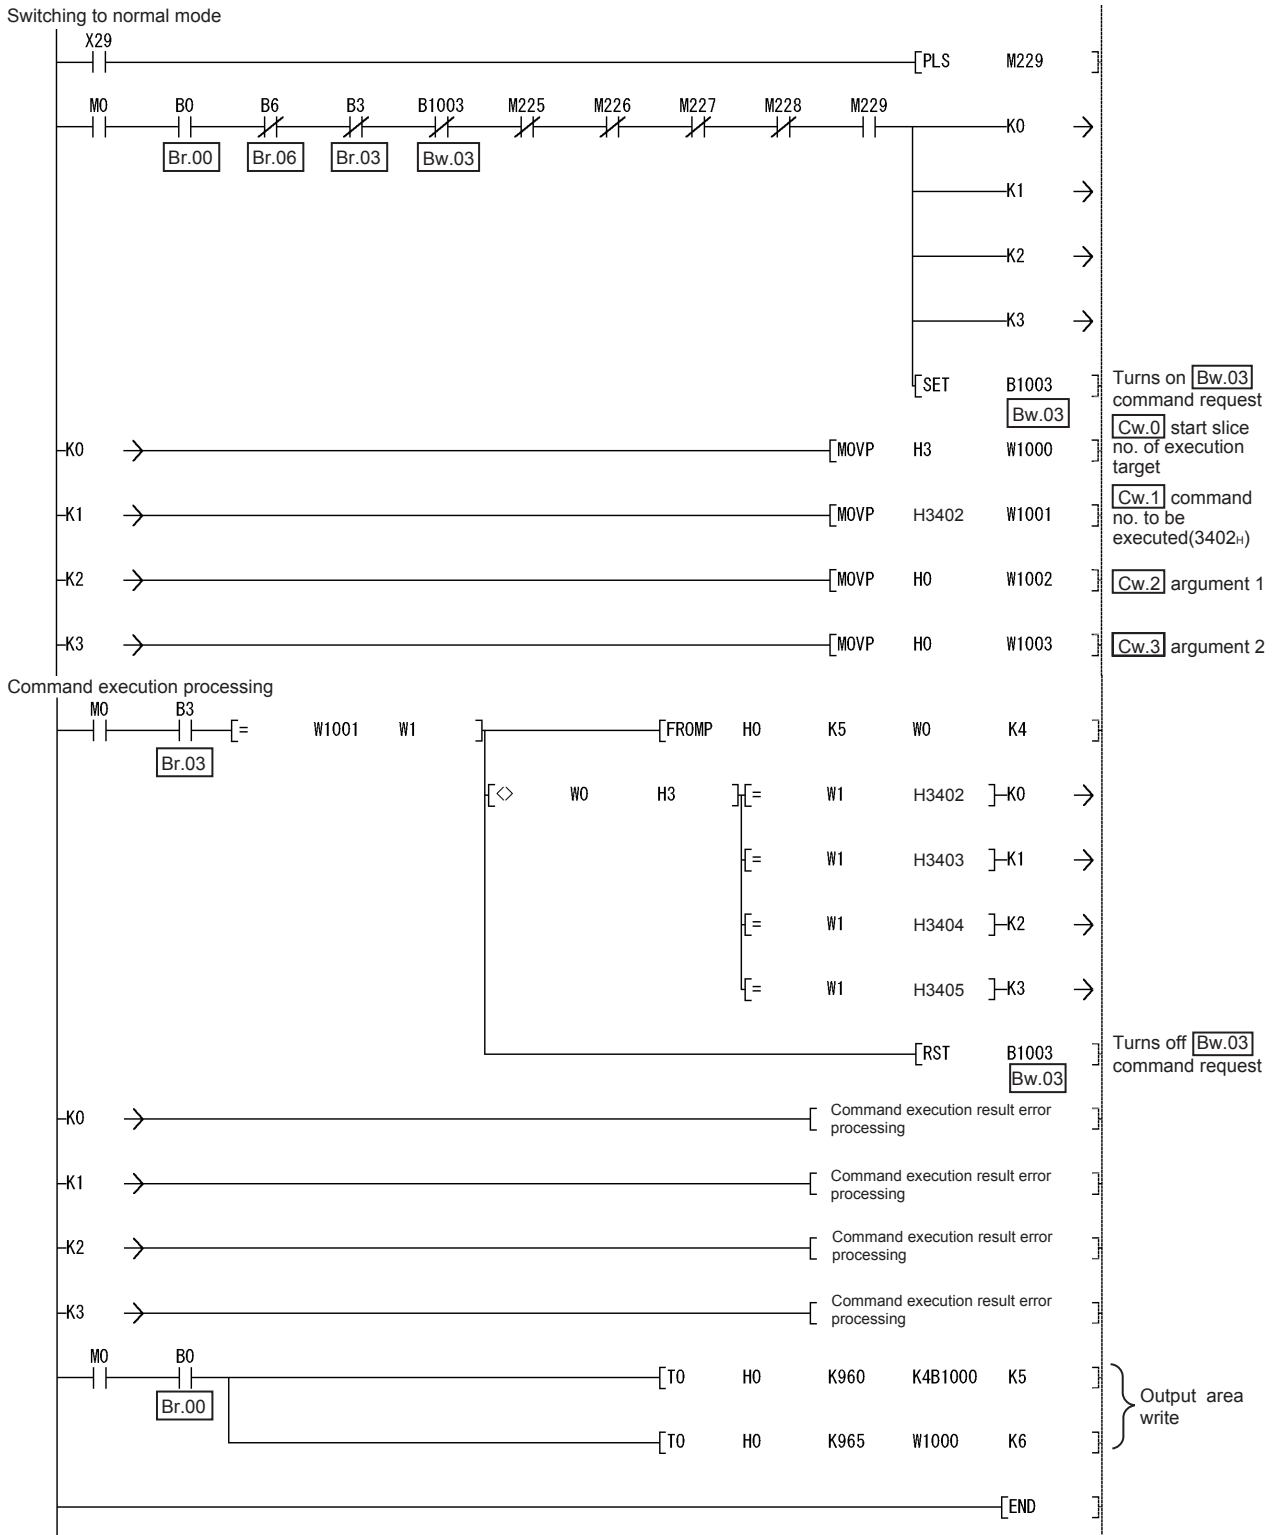 Switching to normal mode
X29
PLS M229
M0 B0 B6 B3 B1003 M225 M226 M227 M228 M229
K0
Br.00 Br.06 Br.03 Bw.03
K1
K2
K3
SET B1003
Bw.03
Turns on Bw.03
command request
K0 MOVP H3 W1000
Cw.0 start slice
no. of execution
target
K1 MOVP H3402 W1001
Cw.1 command
no. to be
executed(3402H)
K2 MOVP H0 W1002
Cw.2 argument 1
K3 MOVP H0 W1003
Cw.3 argument 2
Command execution processing
M0 B3
= W1001 W1 FROMP H0 K5 W0 K4
Br.03
<> W0 H3 = W1 H3402 K0
= W1 H3403 K1
= W1 H3404 K2
= W1 H3405 K3
RST B1003
Bw.03
Turns off Bw.03
command request
K0 Command execution result error
processing
K1 Command execution result error
processing
K2 Command execution result error
processing
K3 Command execution result error
processing
M0 B0
TO H0 K960 K4B1000 K5
Br.00
TO H0 K965 W1000 K6
Output area
write
END